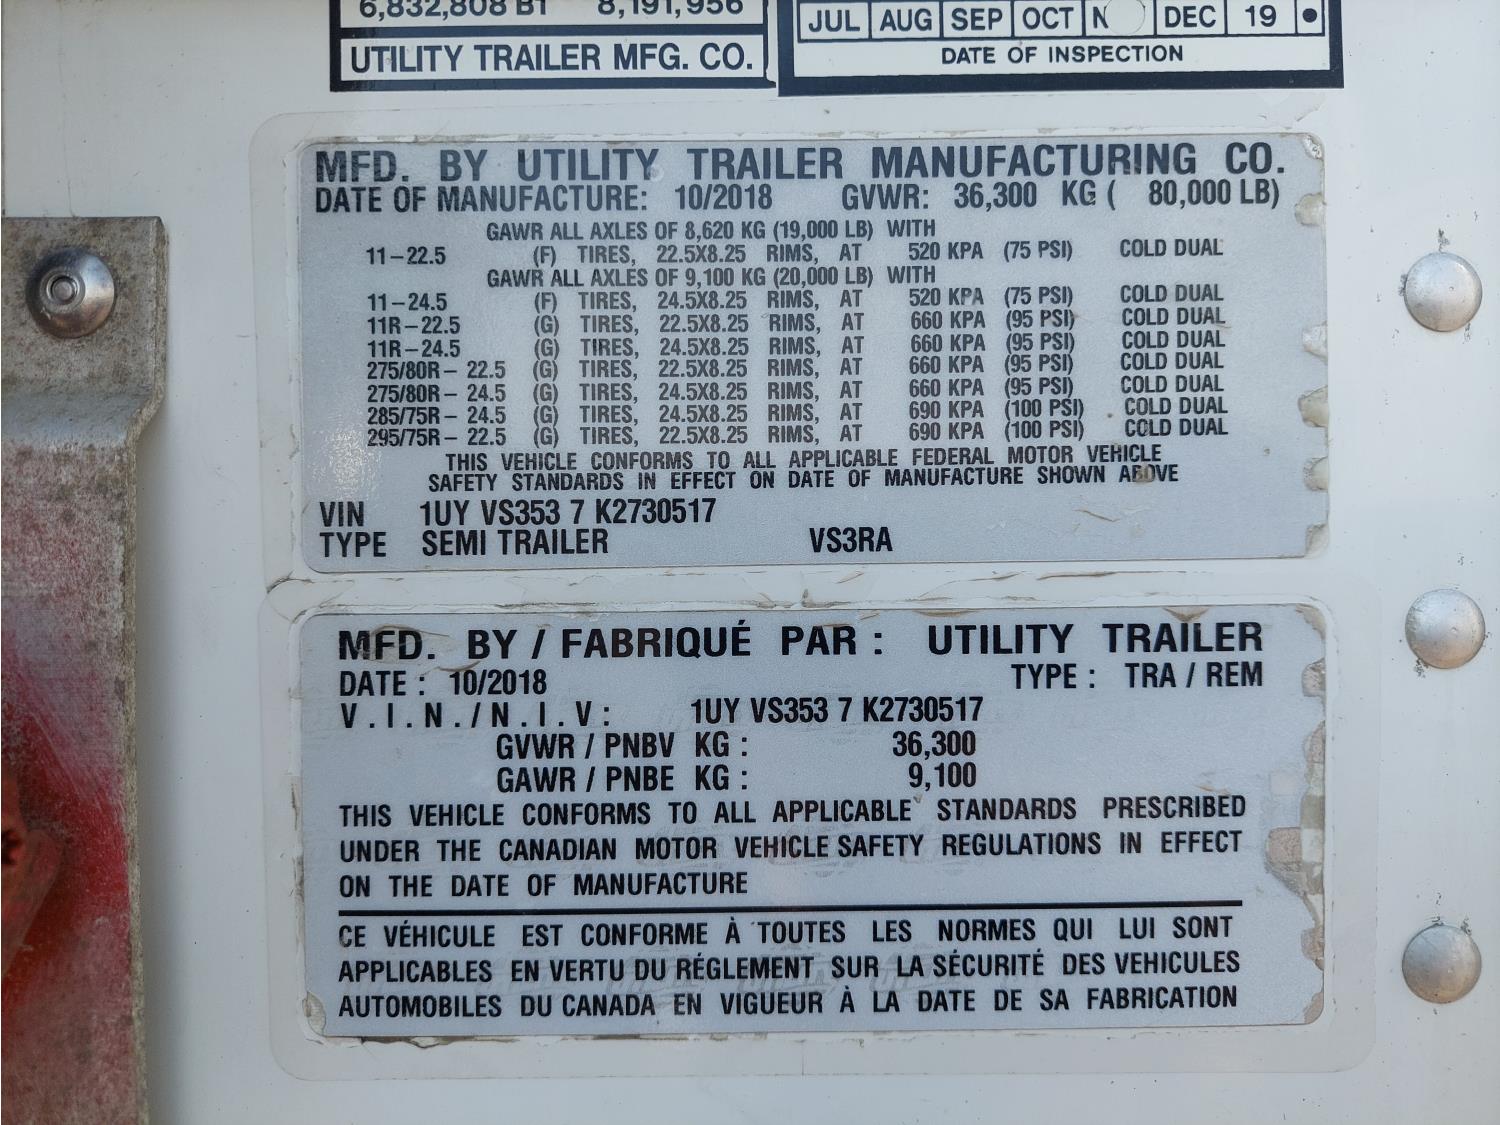 6,832,808 B1 8,191,956
UTILITY TRAILER MFG. CO.
JUL AUG SEP OCT N DEC 19
DATE OF INSPECTION
MFD. BY UTILITY TRAILER MANUFACTURING CO.
DATE OF MANUFACTURE: 10/2018 GVWR: 36,300 KG ( 80,000 LB)
GAWR ALL AXLES OF 8,620 KG (19,000 LB) WITH
11-22.5 (F) TIRES, 22.5X8.25 RIMS, AT 520 KPA (75 PSI) COLD DUAL
GAWR ALL AXLES OF 9,100 KG (20,000 LB) WITH
11-24.5 (F) TIRES, 24.5X8.25 RIMS, AT 520 KPA (75 PSI) COLD DUAL
11R-22.5 (G) TIRES, 22.5X8.25 RIMS, AT 660 KPA (95 PSI) COLD DUAL
11R-24.5 (G) TIRES, 24.5X8.25 RIMS, AT 660 KPA (95 PSI) COLD DUAL
275/80R- 22.5 (G) TIRES, 22.5X8.25 RIMS, AT 660 KPA (95 PSI) COLD DUAL
275/80R- 24.5 (G) TIRES, 24.5X8.25 RIMS, AT 660 KPA (95 PSI) COLD DUAL
285/75R- 24.5 (G) TIRES, 24.5X8.25 RIMS, AT 690 KPA (100 PSI) COLD DUAL
295/75R- 22.5 (G) TIRES, 22.5X8.25 RIMS, AT 690 KPA (100 PSI) COLD DUAL
THIS VEHICLE CONFORMS TO ALL APPLICABLE FEDERAL MOTOR VEHICLE
SAFETY STANDARDS IN EFFECT ON DATE OF MANUFACTURE SHOWN ABOVE
VIN 1UY VS353 7 K2730517
TYPE SEMI TRAILER VS3RA
MFD. BY / FABRIQUÉ PAR : UTILITY TRAILER
DATE : 10/2018 TYPE : TRA / REM
V.I.N./N.I.V: 1UY VS353 7 K2730517
GVWR / PNBV KG : 36,300
GAWR / PNBE KG : 9,100
THIS VEHICLE CONFORMS TO ALL APPLICABLE STANDARDS PRESCRIBED
UNDER THE CANADIAN MOTOR VEHICLE SAFETY REGULATIONS IN EFFECT
ON THE DATE OF MANUFACTURE
CE VÉHICULE EST CONFORME À TOUTES LES NORMES QUI LUI SONT
APPLICABLES EN VERTU DU RÉGLEMENT SUR LA SÉCURITÉ DES VEHICULES
AUTOMOBILES DU CANADA EN VIGUEUR À LA DATE DE SA FABRICATION